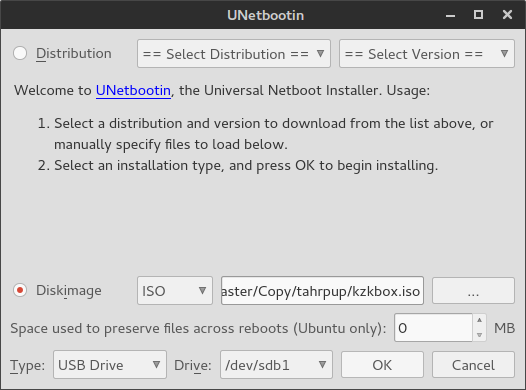 UNetbootin
Distribution == Select Distribution == == Select Version ==
Welcome to UNetbootin, the Universal Netboot Installer. Usage:
1. Select a distribution and version to download from the list above, or
manually specify files to load below.
2. Select an installation type, and press OK to begin installing.
Diskimage ISO aster/Copy/tahrpup/kzkbox.iso ...
Space used to preserve files across reboots (Ubuntu only): 0 MB
Type: USB Drive Drive: /dev/sdb1 OK Cancel